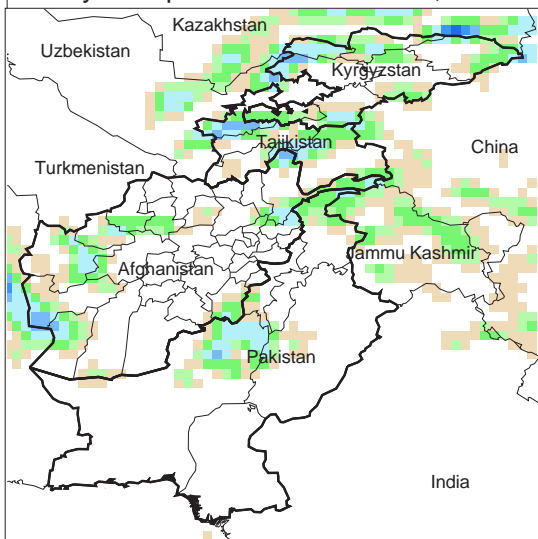 Kazakhstan
Uzbekistan
Kyrgyzstan
Tajikistan
China
Turkmenistan
Jammu Kashmir
Afghanistan
Pakistan
India